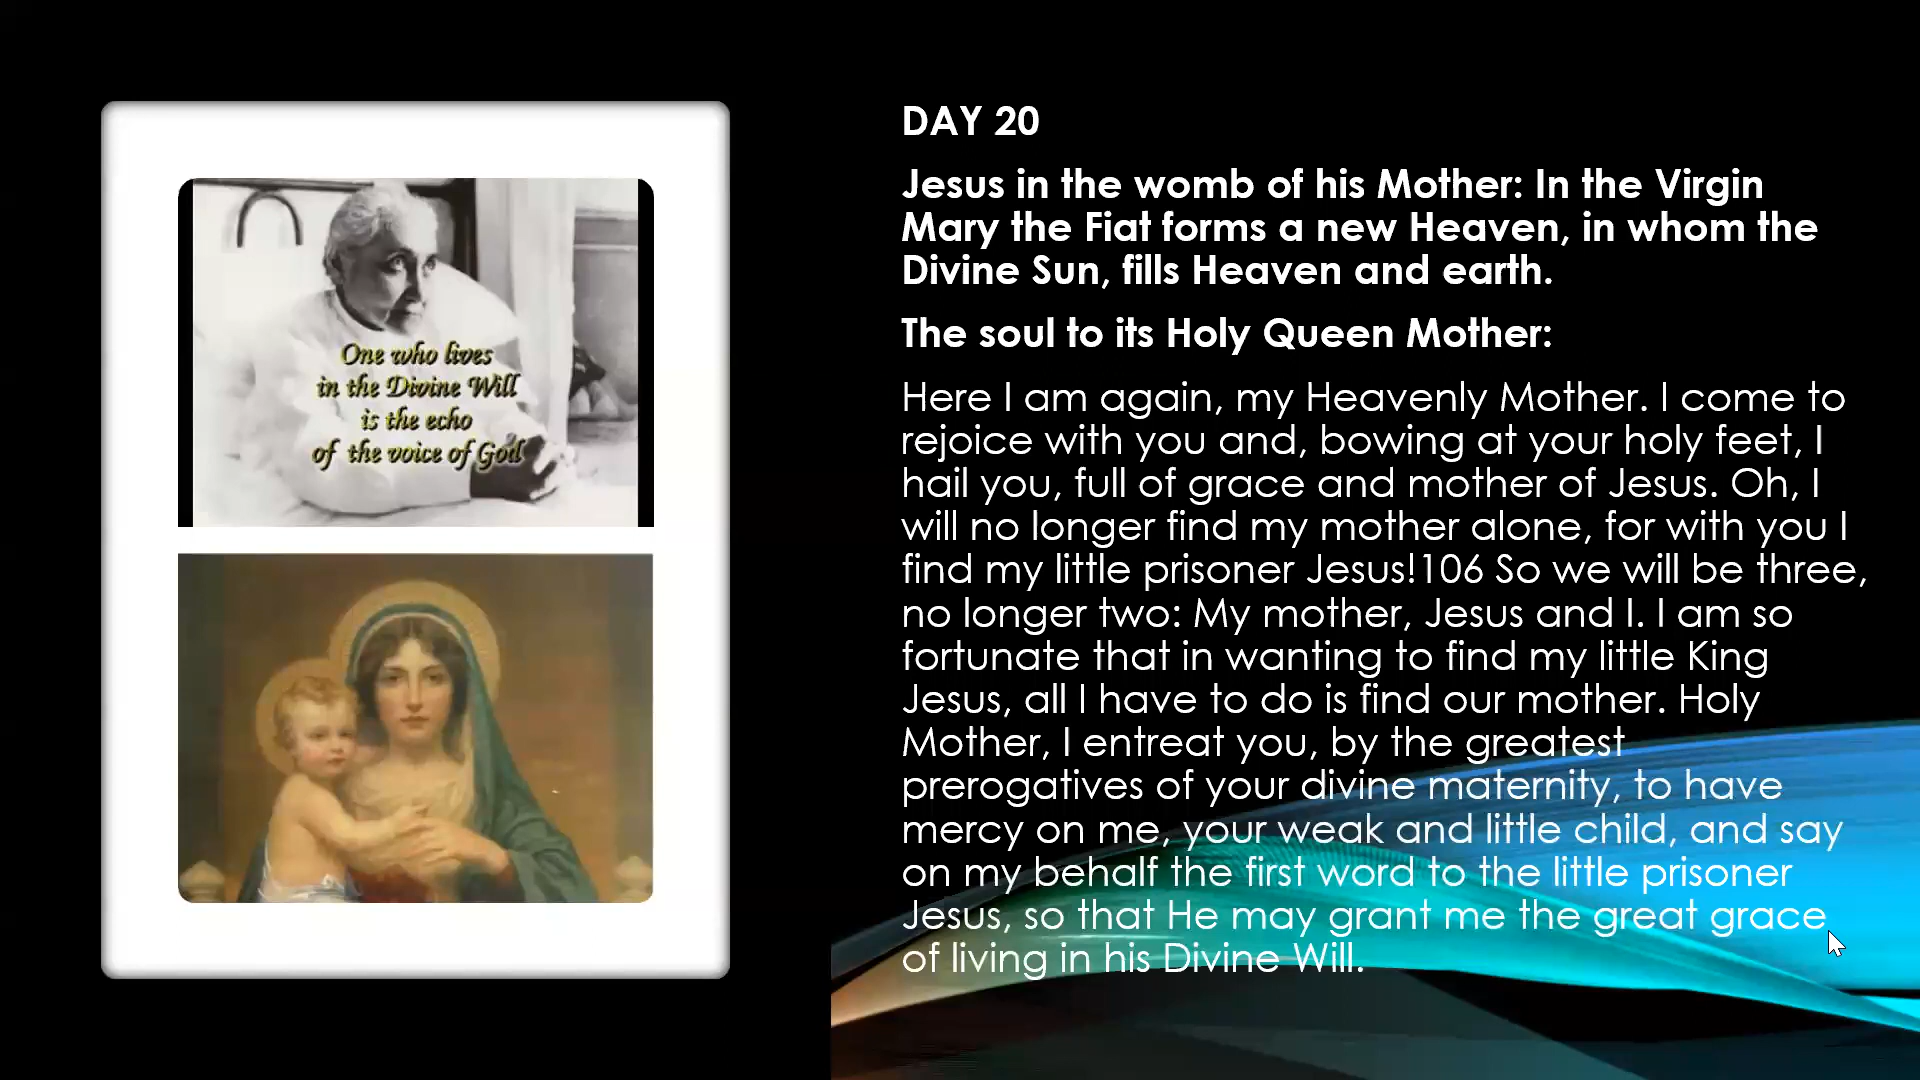 One who lives
in the Divine Will
is the echo
of the voice of God
DAY 20
Jesus in the womb of his Mother: In the Virgin
Mary the Fiat forms a new Heaven, in whom the
Divine Sun, fills Heaven and earth.
The soul to its Holy Queen Mother:
Here I am again, my Heavenly Mother. I come to
rejoice with you and, bowing at your holy feet, I
hail you, full of grace and mother of Jesus. Oh, I
will no longer find my mother alone, for with you I
find my little prisoner Jesus!106 So we will be three,
no longer two: My mother, Jesus and I. I am so
fortunate that in wanting to find my little King
Jesus, all I have to do is find our mother. Holy
Mother, I entreat you, by the greatest
prerogatives of your divine maternity, to have
mercy on me, your weak and little child, and say
on my behalf the first word to the little prisoner
Jesus, so that He may grant me the great grace
of living in his Divine Will.